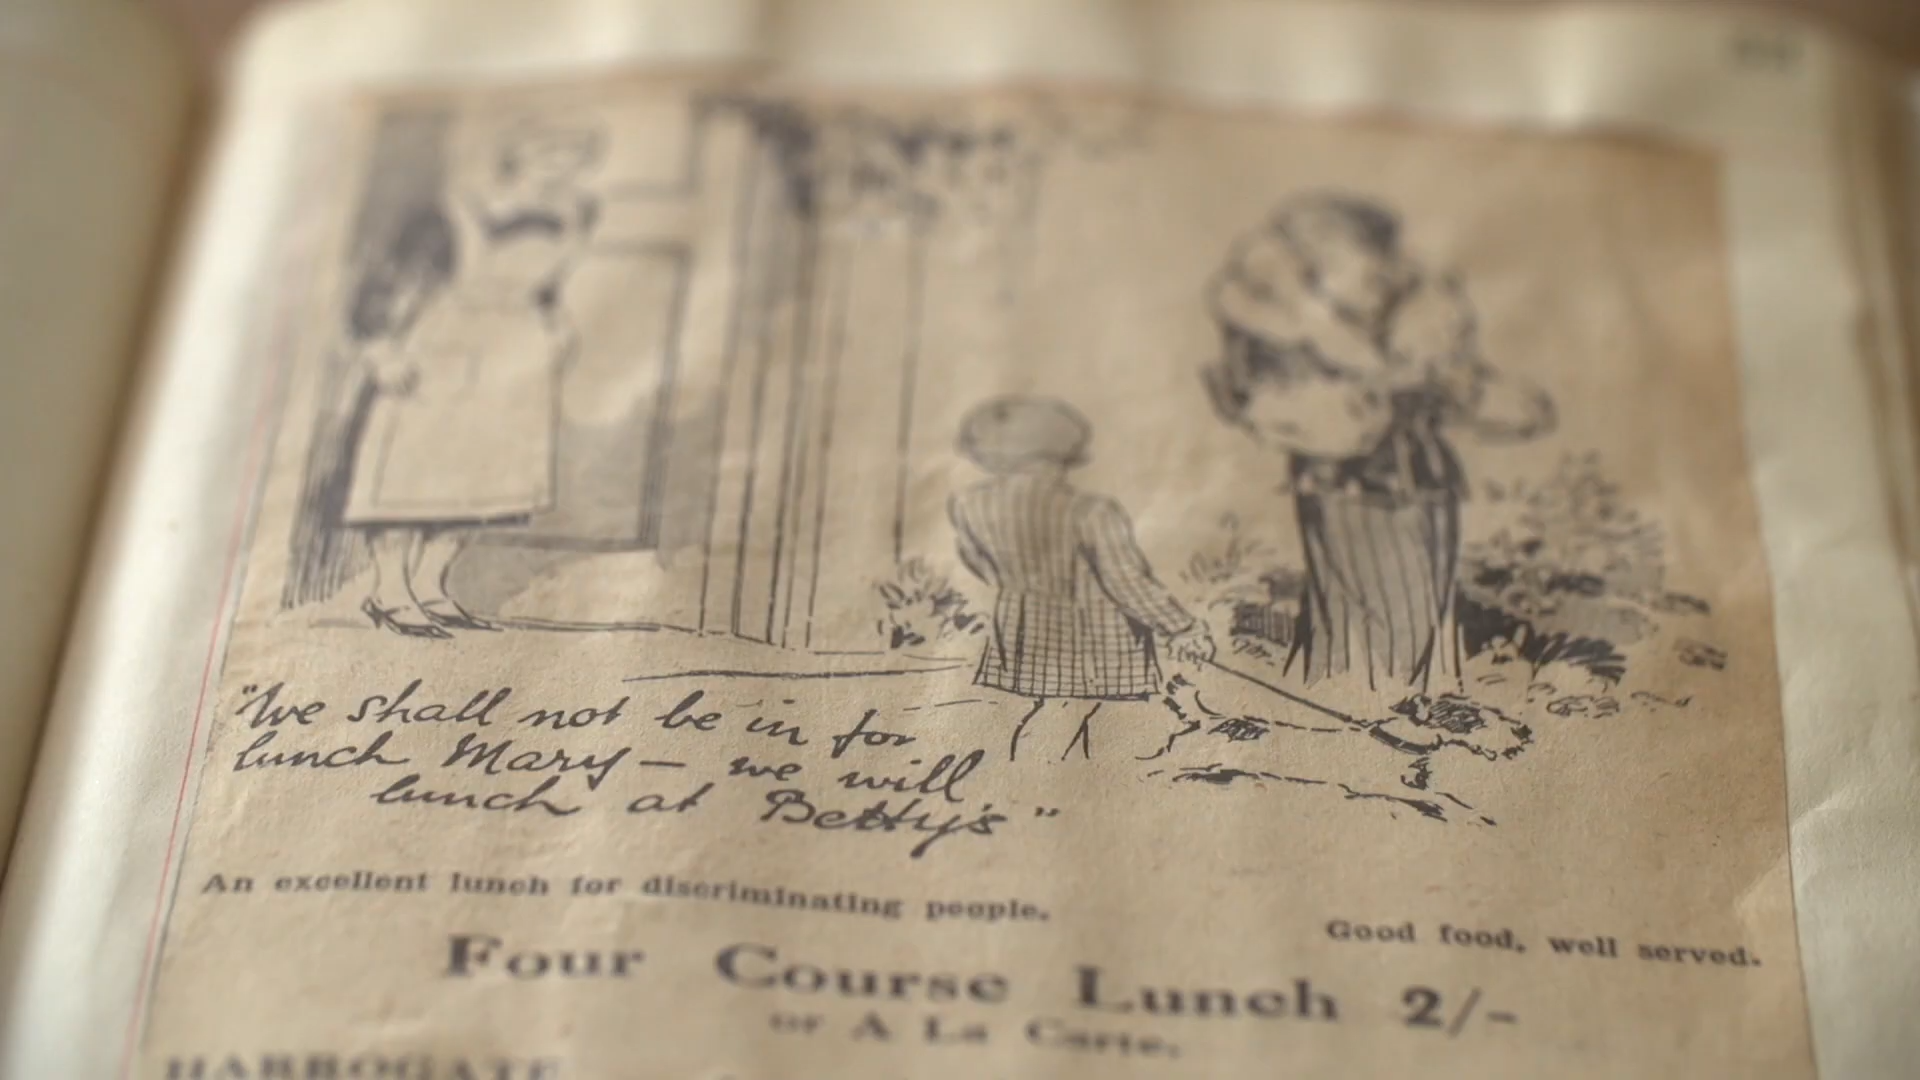 "We shall not be in for
lunch Mary — we will
lunch at Betty's"
An excellent lunch for discriminating people.
Good food, well served.
Four Course Lunch 2/-
or A La Carte.
HARROGATE